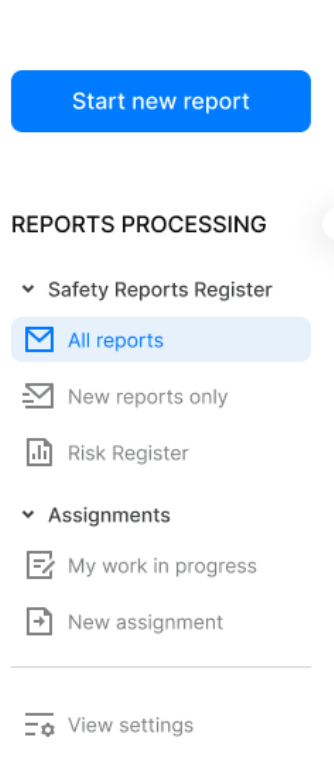 Start new report
REPORTS PROCESSING
Safety Reports Register
All reports
New reports only
Risk Register
Assignments
My work in progress
New assignment
View settings